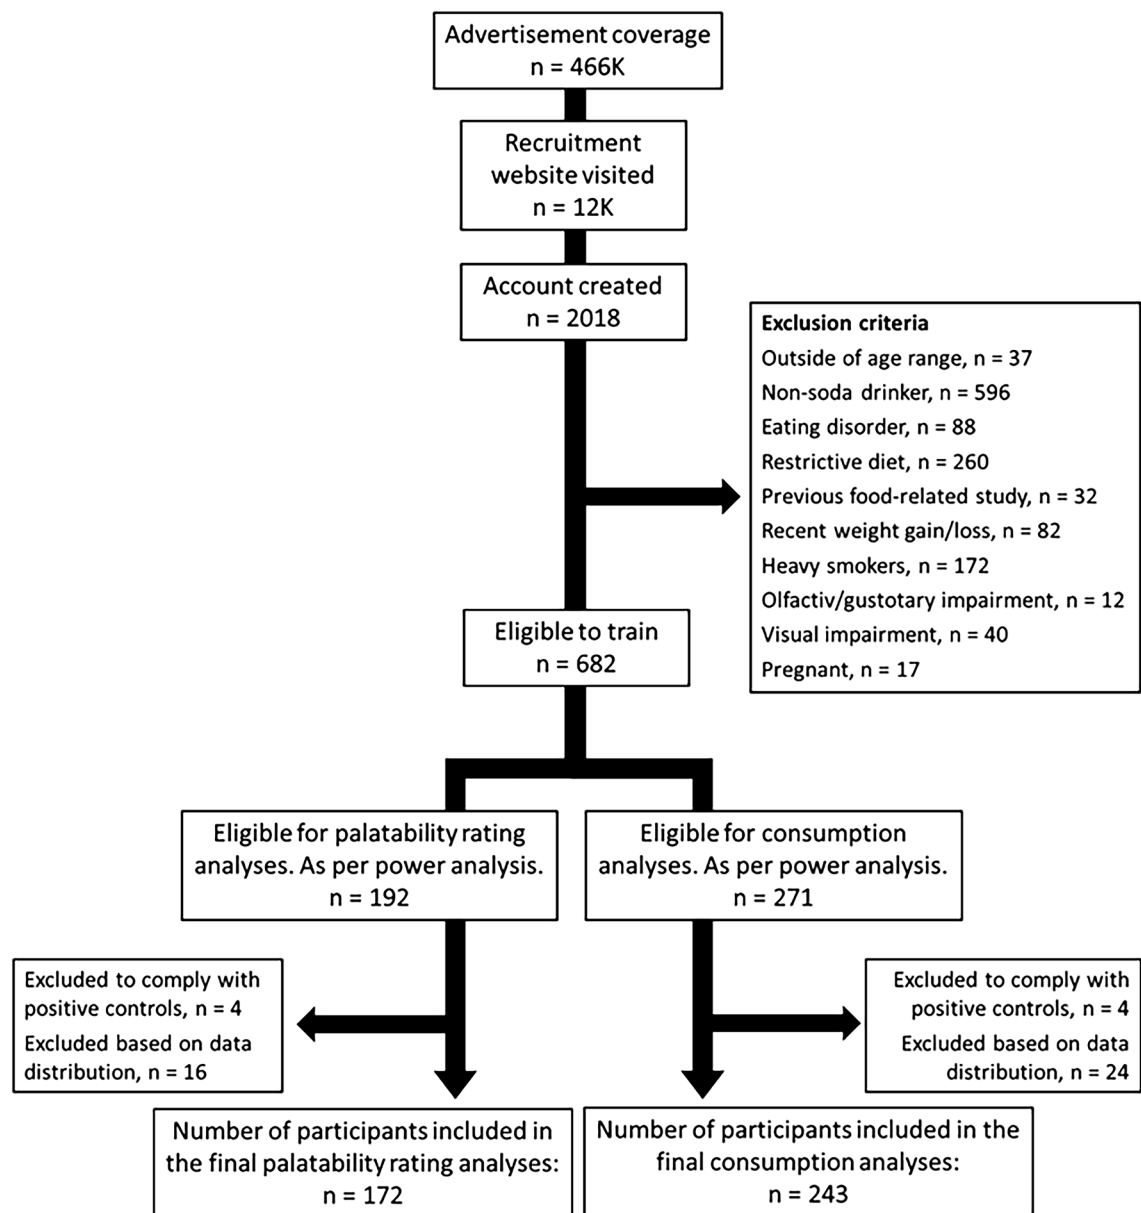 Advertisement coverage
n = 466K
Recruitment
website visited
n = 12K
Account created
n = 2018
Exclusion criteria
Outside of age range, n = 37
Non-soda drinker, n = 596
Eating disorder, n = 88
Restrictive diet, n = 260
Previous food-related study, n = 32
Recent weight gain/loss, n = 82
Heavy smokers, n = 172
Olfactiv/gustotary impairment, n = 12
Visual impairment, n = 40
Pregnant, n = 17
Eligible to train
n = 682
Eligible for palatability rating
analyses. As per power analysis.
n = 192
Eligible for consumption
analyses. As per power analysis.
n = 271
Excluded to comply with
positive controls, n = 4
Excluded based on data
distribution, n = 16
Excluded to comply with
positive controls, n = 4
Excluded based on data
distribution, n = 24
Number of participants included in
the final palatability rating analyses:
n = 172
Number of participants included in the
final consumption analyses:
n = 243